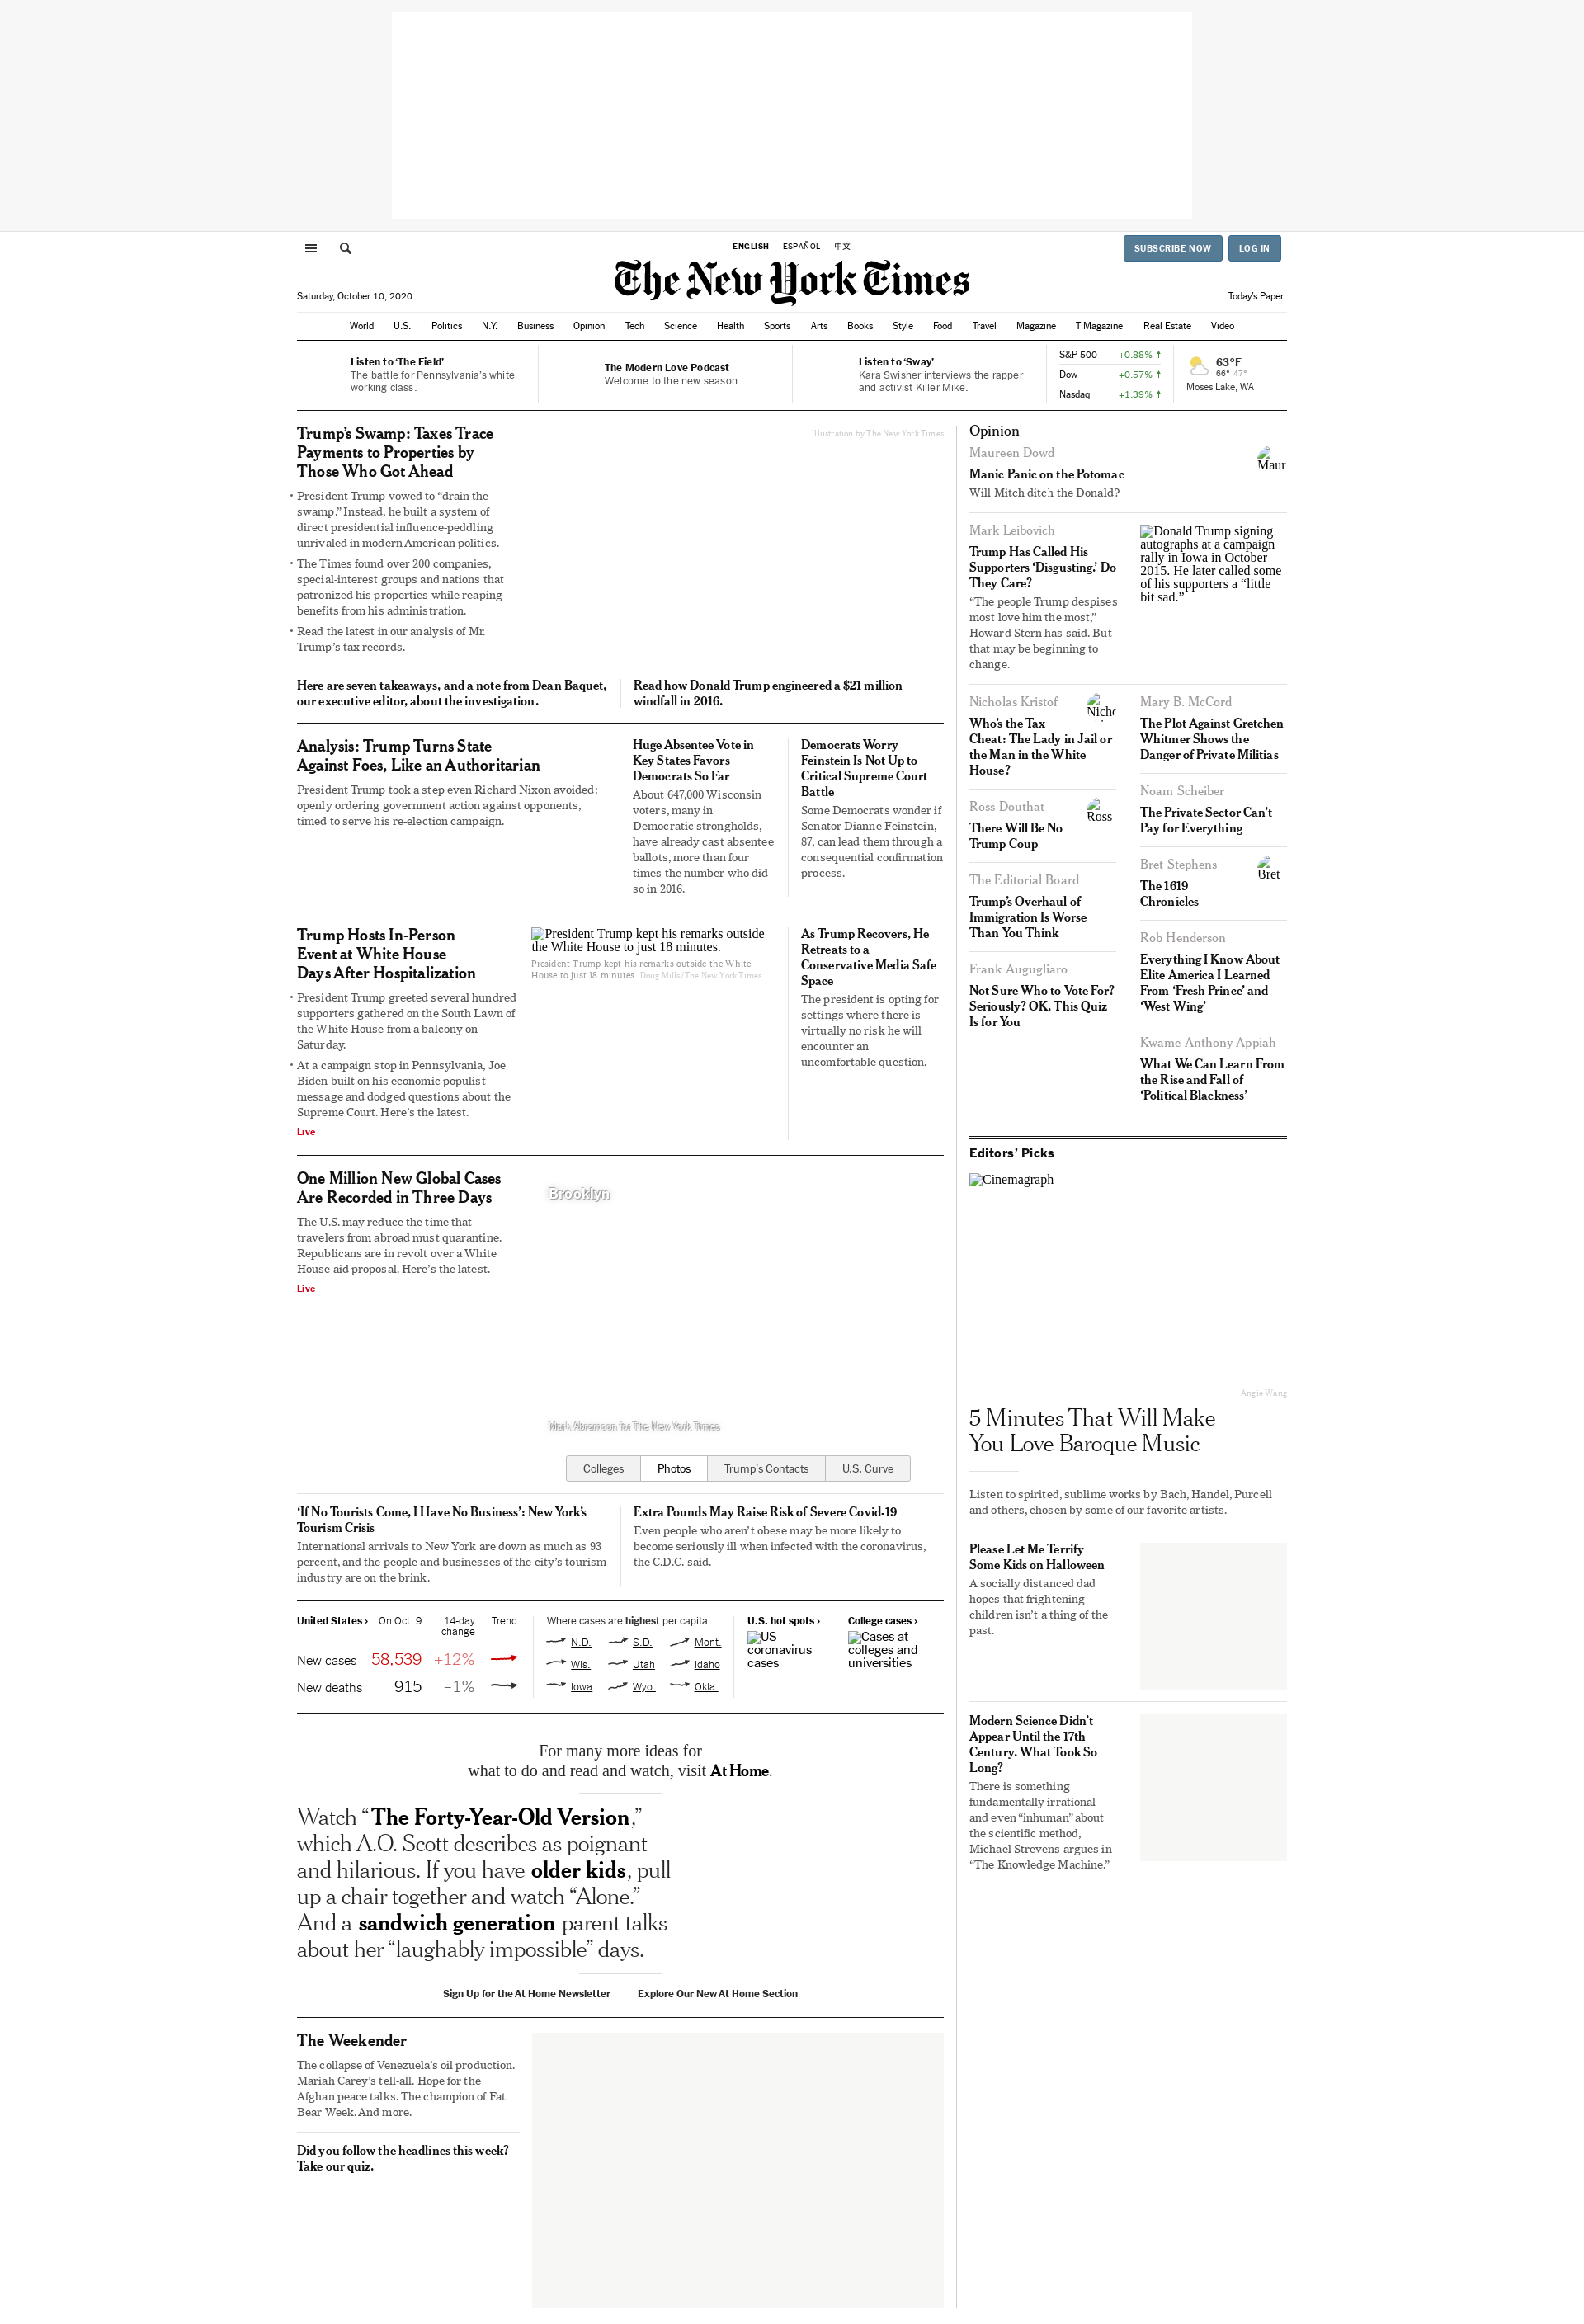 ENGLISH ESPAÑOL 中文
SUBSCRIBE NOW LOG IN
The New York Times
Saturday, October 10, 2020
Today's Paper
World U.S. Politics N.Y. Business Opinion Tech Science Health Sports Arts Books Style Food Travel Magazine T Magazine Real Estate Video
Listen to ‘The Field’
The battle for Pennsylvania's white
working class.
The Modern Love Podcast
Welcome to the new season.
Listen to ‘Sway’
Kara Swisher interviews the rapper
and activist Killer Mike.
S&P 500 +0.88% ↑
Dow +0.57% ↑
Nasdaq +1.39% ↑
63°F
66° 47°
Moses Lake, WA
Trump’s Swamp: Taxes Trace
Payments to Properties by
Those Who Got Ahead
• President Trump vowed to “drain the
swamp.” Instead, he built a system of
direct presidential influence-peddling
unrivaled in modern American politics.
• The Times found over 200 companies,
special-interest groups and nations that
patronized his properties while reaping
benefits from his administration.
• Read the latest in our analysis of Mr.
Trump’s tax records.
Illustration by The New York Times
Here are seven takeaways, and a note from Dean Baquet,
our executive editor, about the investigation.
Read how Donald Trump engineered a $21 million
windfall in 2016.
Analysis: Trump Turns State
Against Foes, Like an Authoritarian
President Trump took a step even Richard Nixon avoided:
openly ordering government action against opponents,
timed to serve his re-election campaign.
Huge Absentee Vote in
Key States Favors
Democrats So Far
About 647,000 Wisconsin
voters, many in
Democratic strongholds,
have already cast absentee
ballots, more than four
times the number who did
so in 2016.
Democrats Worry
Feinstein Is Not Up to
Critical Supreme Court
Battle
Some Democrats wonder if
Senator Dianne Feinstein,
87, can lead them through a
consequential confirmation
process.
Trump Hosts In-Person
Event at White House
Days After Hospitalization
• President Trump greeted several hundred
supporters gathered on the South Lawn of
the White House from a balcony on
Saturday.
• At a campaign stop in Pennsylvania, Joe
Biden built on his economic populist
message and dodged questions about the
Supreme Court. Here’s the latest.
Live
President Trump kept his remarks outside
the White House to just 18 minutes.
President Trump kept his remarks outside the White
House to just 18 minutes. Doug Mills/The New York Times
As Trump Recovers, He
Retreats to a
Conservative Media Safe
Space
The president is opting for
settings where there is
virtually no risk he will
encounter an
uncomfortable question.
One Million New Global Cases
Are Recorded in Three Days
The U.S. may reduce the time that
travelers from abroad must quarantine.
Republicans are in revolt over a White
House aid proposal. Here’s the latest.
Live
Brooklyn
Mark Abramson for The New York Times
Colleges Photos Trump’s Contacts U.S. Curve
‘If No Tourists Come, I Have No Business’: New York’s
Tourism Crisis
International arrivals to New York are down as much as 93
percent, and the people and businesses of the city’s tourism
industry are on the brink.
Extra Pounds May Raise Risk of Severe Covid-19
Even people who aren’t obese may be more likely to
become seriously ill when infected with the coronavirus,
the C.D.C. said.
United States › On Oct. 9 14-day
change Trend
New cases 58,539 +12%
New deaths 915 –1%
Where cases are highest per capita
N.D. S.D. Mont.
Wis. Utah Idaho
Iowa Wyo. Okla.
U.S. hot spots ›
US
coronavirus
cases
College cases ›
Cases at
colleges and
universities
For many more ideas for
what to do and read and watch, visit At Home.
Watch “The Forty-Year-Old Version,”
which A.O. Scott describes as poignant
and hilarious. If you have older kids, pull
up a chair together and watch “Alone.”
And a sandwich generation parent talks
about her “laughably impossible” days.
Sign Up for the At Home Newsletter Explore Our New At Home Section
The Weekender
The collapse of Venezuela’s oil production.
Mariah Carey’s tell-all. Hope for the
Afghan peace talks. The champion of Fat
Bear Week. And more.
Did you follow the headlines this week?
Take our quiz.
Opinion
Maureen Dowd
Manic Panic on the Potomac
Will Mitch ditch the Donald?
Maur
Mark Leibovich
Trump Has Called His
Supporters ‘Disgusting.’ Do
They Care?
“The people Trump despises
most love him the most,”
Howard Stern has said. But
that may be beginning to
change.
Donald Trump signing
autographs at a campaign
rally in Iowa in October
2015. He later called some
of his supporters a “little
bit sad.”
Nicholas Kristof
Who’s the Tax
Cheat: The Lady in Jail or
the Man in the White
House?
Nicho
Ross Douthat
There Will Be No
Trump Coup
Ross
The Editorial Board
Trump’s Overhaul of
Immigration Is Worse
Than You Think
Frank Augugliaro
Not Sure Who to Vote For?
Seriously? OK, This Quiz
Is for You
Mary B. McCord
The Plot Against Gretchen
Whitmer Shows the
Danger of Private Militias
Noam Scheiber
The Private Sector Can’t
Pay for Everything
Bret Stephens
The 1619
Chronicles
Bret
Rob Henderson
Everything I Know About
Elite America I Learned
From ‘Fresh Prince’ and
‘West Wing’
Kwame Anthony Appiah
What We Can Learn From
the Rise and Fall of
‘Political Blackness’
Editors’ Picks
Cinemagraph
Angie Wang
5 Minutes That Will Make
You Love Baroque Music
Listen to spirited, sublime works by Bach, Handel, Purcell
and others, chosen by some of our favorite artists.
Please Let Me Terrify
Some Kids on Halloween
A socially distanced dad
hopes that frightening
children isn’t a thing of the
past.
Modern Science Didn’t
Appear Until the 17th
Century. What Took So
Long?
There is something
fundamentally irrational
and even “inhuman” about
the scientific method,
Michael Strevens argues in
“The Knowledge Machine.”